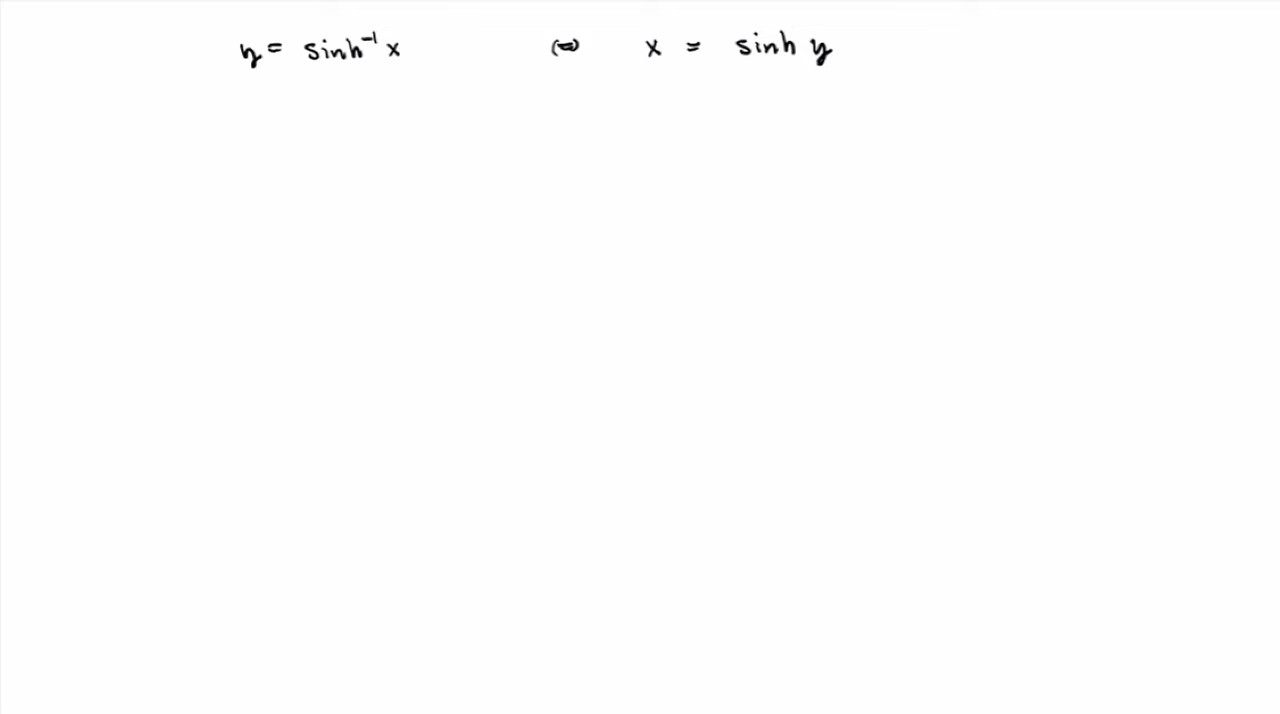 y = sinh⁻¹ x ⇔ x = sinh y